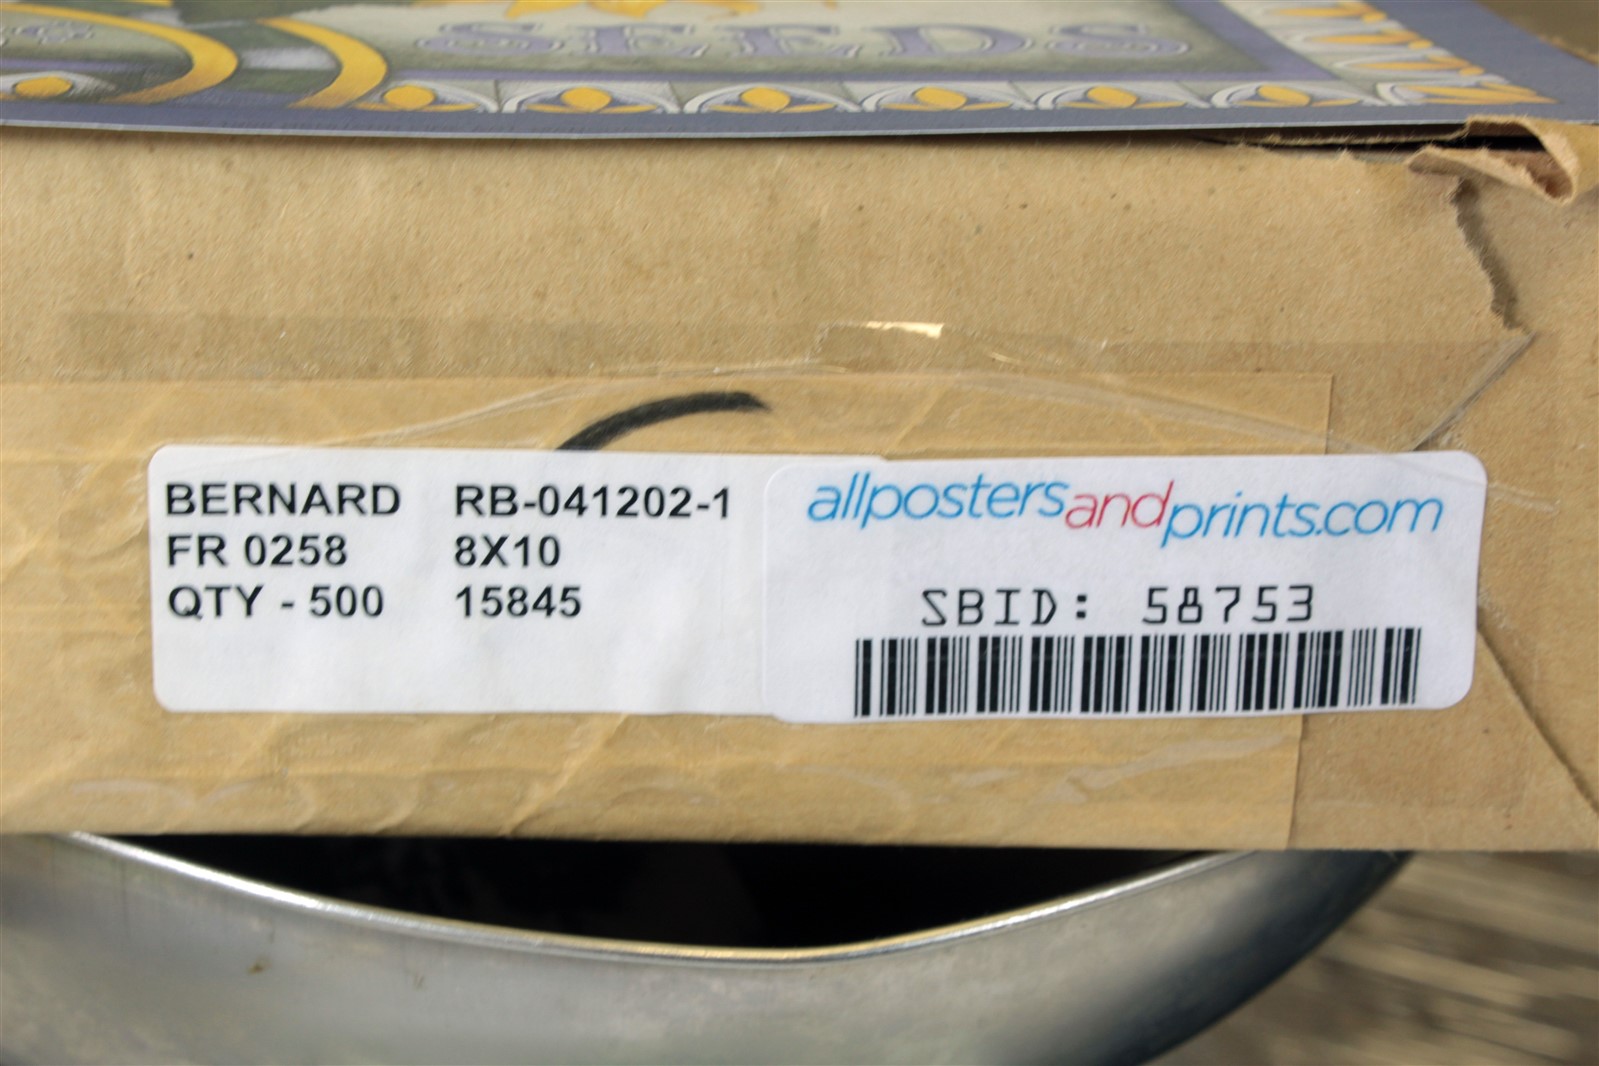 SEEDS
BERNARD RB-041202-1
FR 0258 8X10
QTY - 500 15845
allpostersandprints.com
SBID: 58753